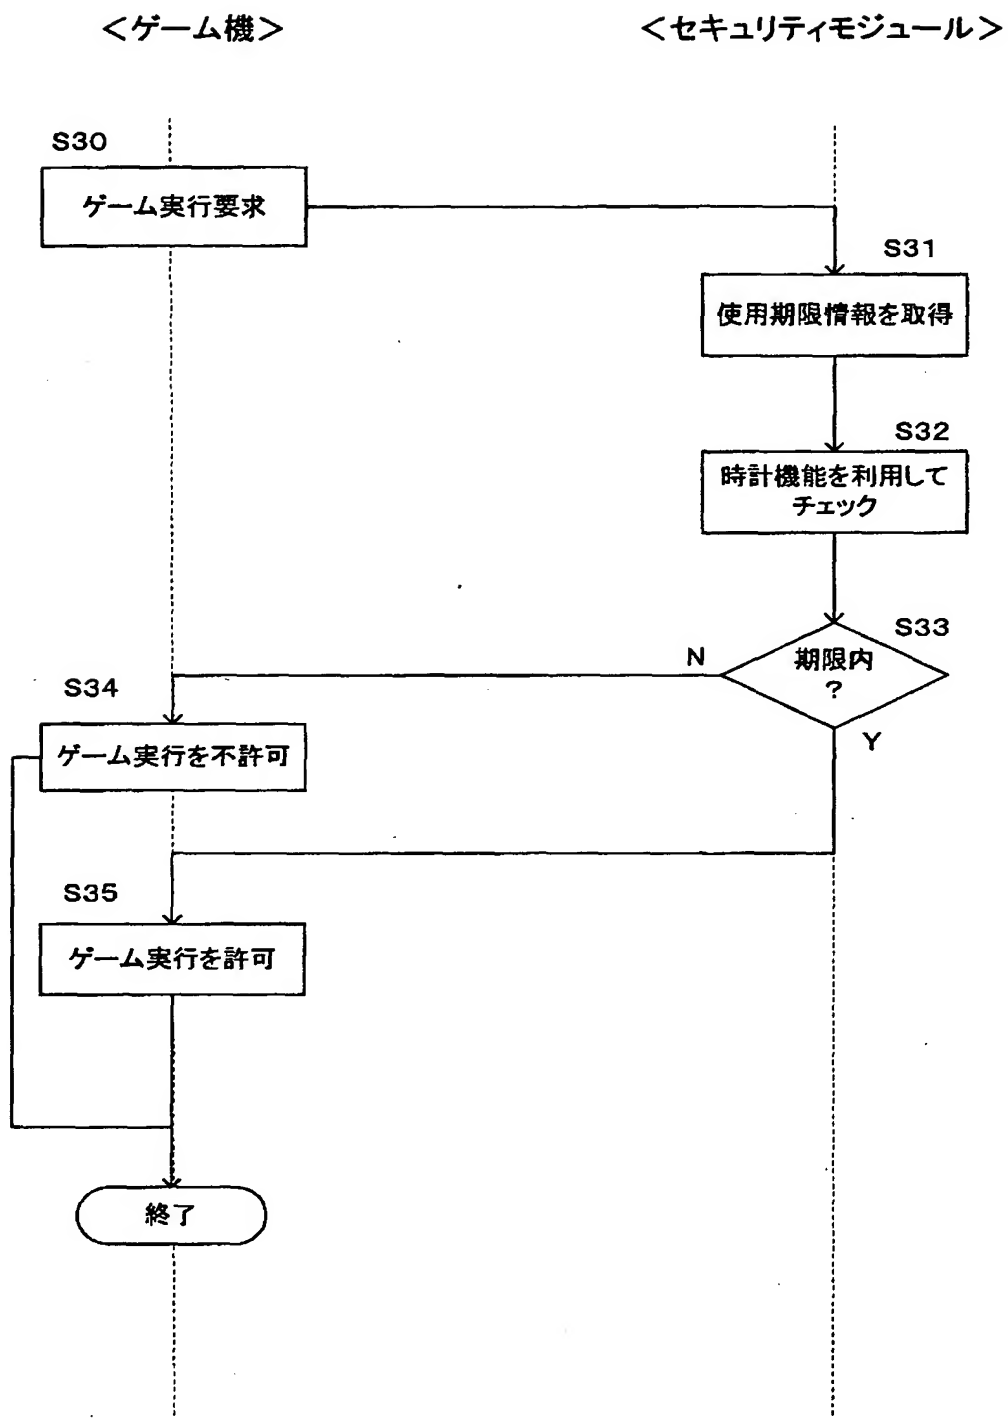 ＜ゲーム機＞
＜セキュリティモジュール＞
S30
ゲーム実行要求
S31
使用期限情報を取得
S32
時計機能を利用して
チェック
S33
期限内
？
N
Y
S34
ゲーム実行を不許可
S35
ゲーム実行を許可
終了